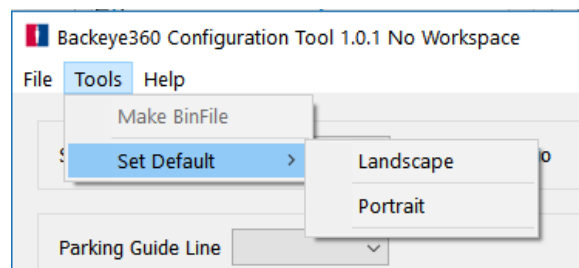 Backeye360 Configuration Tool 1.0.1 No Workspace
File Tools Help
Make BinFile
Set Default > Landscape
Portrait
Parking Guide Line